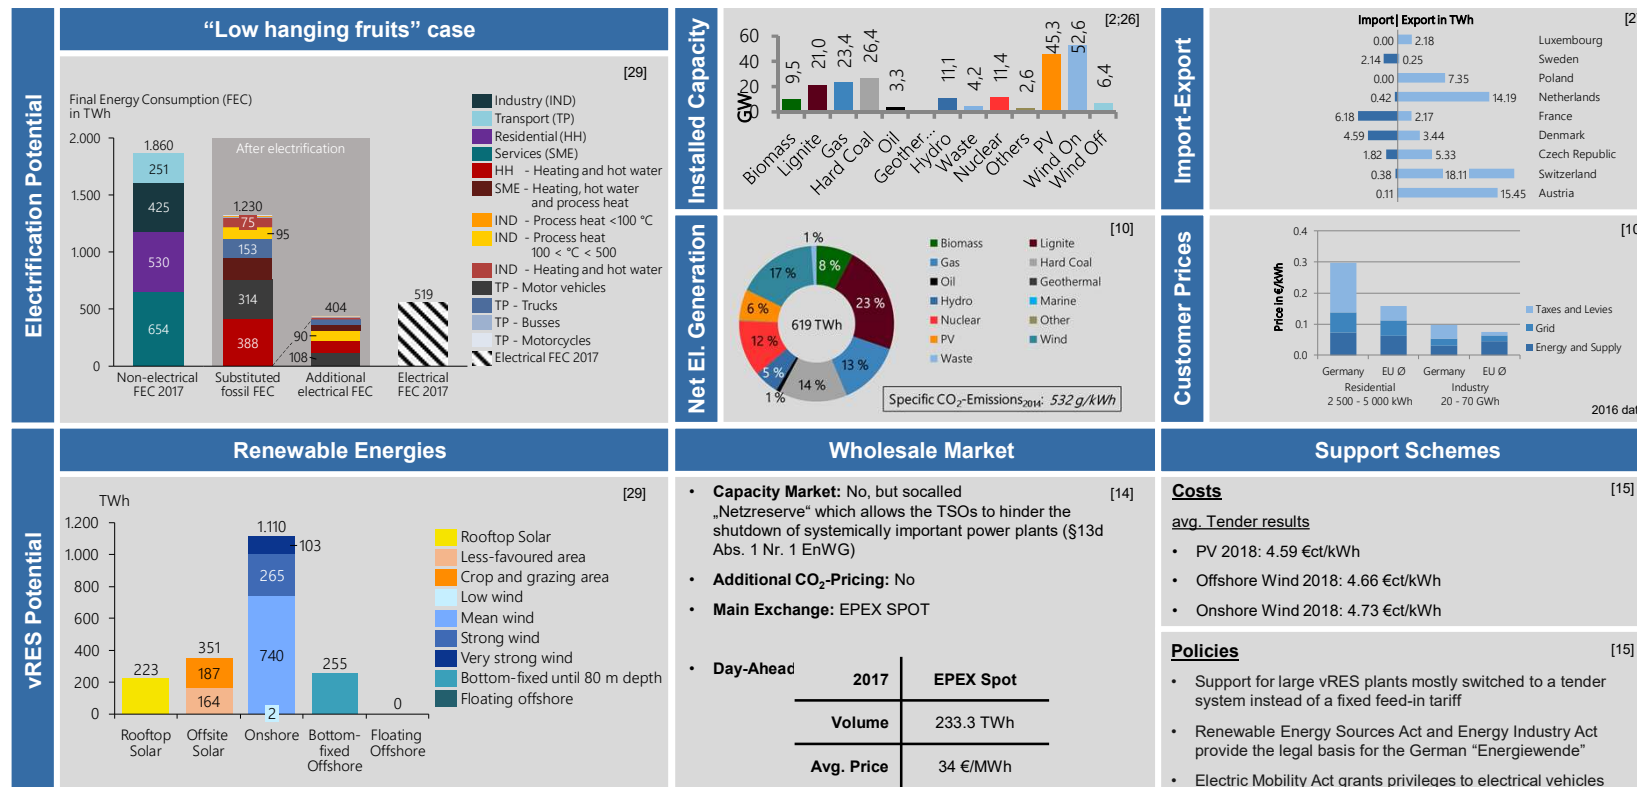 Electrification Potential
“Low hanging fruits” case
[29]
Final Energy Consumption (FEC)
in TWh
2.000
1.500
1.000
500
0
After electrification
1.860
251
425
530
654
1.230
75
95
153
314
388
404
90
108
519
Non-electrical
FEC 2017
Substituted
fossil FEC
Additional
electrical FEC
Electrical
FEC 2017
Industry (IND)
Transport (TP)
Residential (HH)
Services (SME)
HH - Heating and hot water
SME - Heating, hot water
and process heat
IND - Process heat <100 °C
IND - Process heat
100 < °C < 500
IND - Heating and hot water
TP - Motor vehicles
TP - Trucks
TP - Busses
TP - Motorcycles
Electrical FEC 2017
Installed Capacity
[2;26]
GW
60
40
20
0
9,5
21,0
23,4
26,4
3,3
11,1
4,2
11,4
2,6
45,3
52,6
6,4
Biomass
Lignite
Gas
Hard Coal
Oil
Geother...
Hydro
Waste
Nuclear
Others
PV
Wind On
Wind Off
Import-Export
Import | Export in TWh
0.00 2.18 Luxembourg
2.14 0.25 Sweden
0.00 7.35 Poland
0.42 14.19 Netherlands
6.18 2.17 France
4.59 3.44 Denmark
1.82 5.33 Czech Republic
0.38 18.11 Switzerland
0.11 15.45 Austria
Net El. Generation
[10]
1 %
8 %
23 %
13 %
14 %
1 %
5 %
12 %
6 %
17 %
619 TWh
Biomass
Lignite
Gas
Hard Coal
Oil
Geothermal
Hydro
Marine
Nuclear
Other
PV
Wind
Waste
Specific CO2-Emissions2014: 532 g/kWh
Customer Prices
Price in €/kWh
0.4
0.3
0.2
0.1
0.0
Germany EU Ø Germany EU Ø
Residential Industry
2 500 - 5 000 kWh 20 - 70 GWh
Taxes and Levies
Grid
Energy and Supply
vRES Potential
Renewable Energies
[29]
TWh
1.200
1.000
800
600
400
200
0
223
351
187
164
1.110
103
265
740
2
255
0
Rooftop
Solar
Offsite
Solar
Onshore
Bottom-
fixed
Offshore
Floating
Offshore
Rooftop Solar
Less-favoured area
Crop and grazing area
Low wind
Mean wind
Strong wind
Very strong wind
Bottom-fixed until 80 m depth
Floating offshore
Wholesale Market
[14]
• Capacity Market: No, but socalled
„Netzreserve“ which allows the TSOs to hinder the
shutdown of systemically important power plants (§13d
Abs. 1 Nr. 1 EnWG)
• Additional CO2-Pricing: No
• Main Exchange: EPEX SPOT
• Day-Ahead
2017 EPEX Spot
Volume 233.3 TWh
Avg. Price 34 €/MWh
Support Schemes
Costs
[15]
avg. Tender results
• PV 2018: 4.59 €ct/kWh
• Offshore Wind 2018: 4.66 €ct/kWh
• Onshore Wind 2018: 4.73 €ct/kWh
Policies
[15]
• Support for large vRES plants mostly switched to a tender
system instead of a fixed feed-in tariff
• Renewable Energy Sources Act and Energy Industry Act
provide the legal basis for the German “Energiewende”
• Electric Mobility Act grants privileges to electrical vehicles